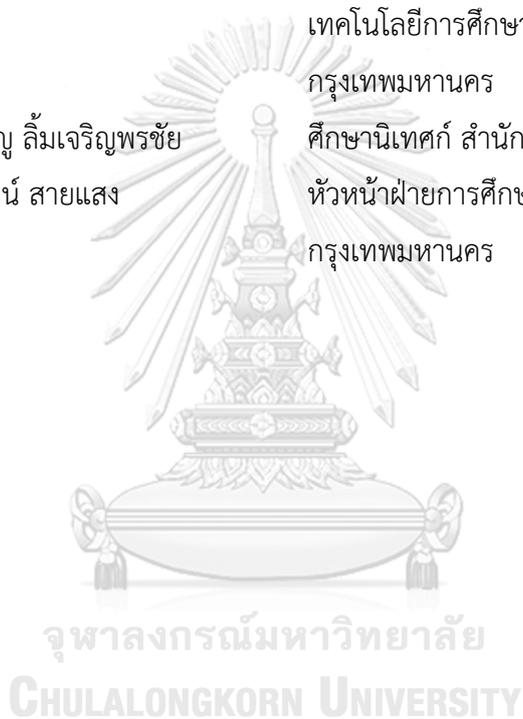 เทคโนโลยีการศึกษา
กรุงเทพมหานคร
ญู ลิ้มเจริญพรชัย ศึกษานิเทศก์ สำนัก
น์ สายแสง หัวหน้าฝ่ายการศึกษ
กรุงเทพมหานคร
จุฬาลงกรณ์มหาวิทยาลัย
CHULALONGKORN UNIVERSITY